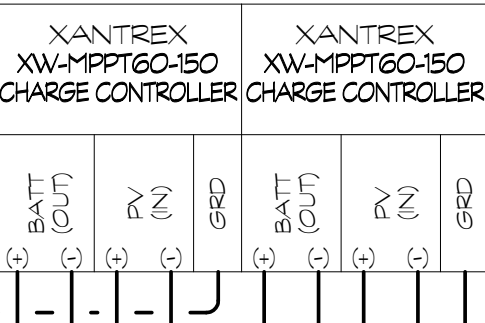 XANTREX
XW-MPPT60-150
CHARGE CONTROLLER
BATT
(OUT)
PV
(IN)
GRD
(+)
(-)
(+)
(-)
XANTREX
XW-MPPT60-150
CHARGE CONTROLLER
BATT
(OUT)
PV
(IN)
GRD
(+)
(-)
(+)
(-)